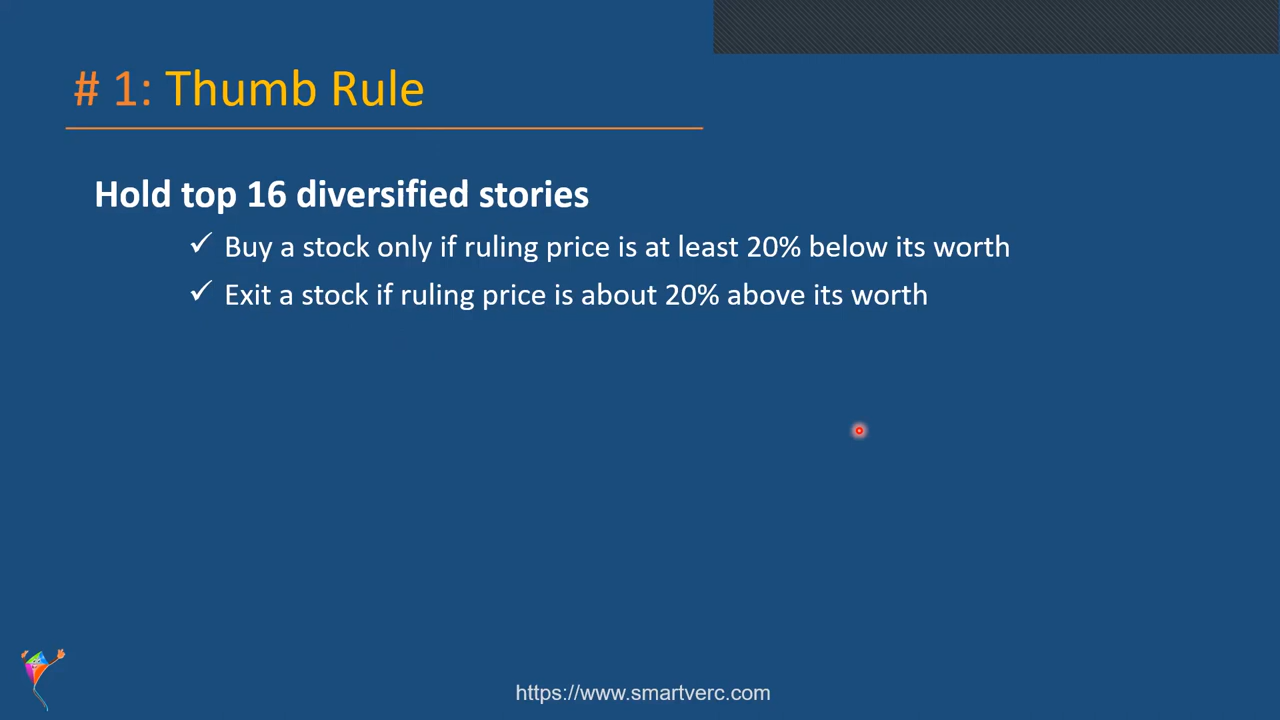 # 1: Thumb Rule
Hold top 16 diversified stories
✓ Buy a stock only if ruling price is at least 20% below its worth
✓ Exit a stock if ruling price is about 20% above its worth
https://www.smartverc.com